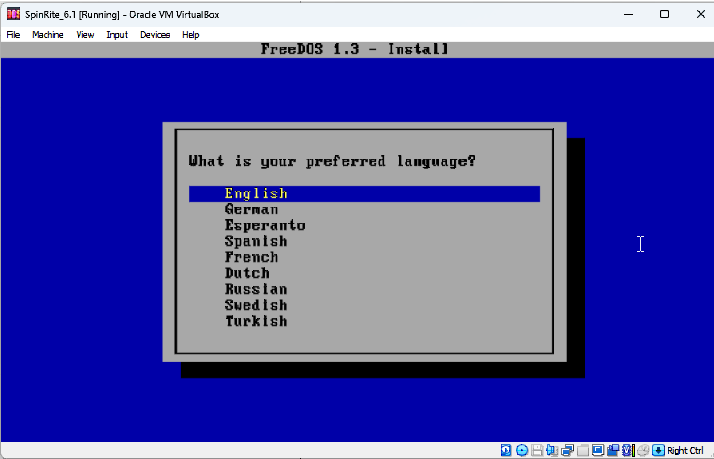 SpinRite_6.1 [Running] - Oracle VM VirtualBox
File Machine View Input Devices Help
FreeDOS 1.3 - Install
What is your preferred language?
English
German
Esperanto
Spanish
French
Dutch
Russian
Swedish
Turkish
Right Ctrl